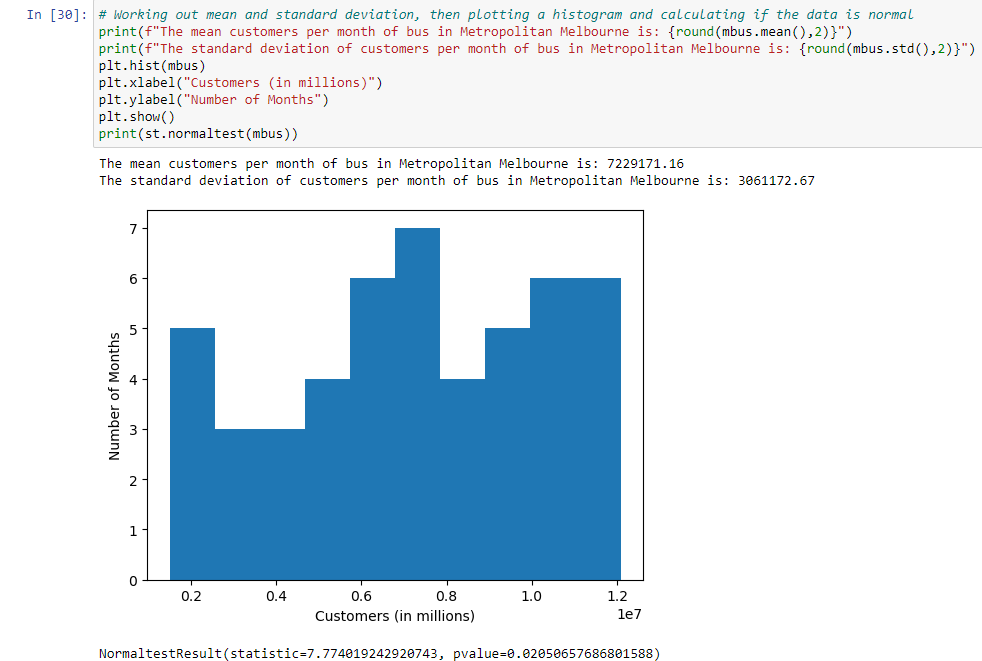 In [30]: # Working out mean and standard deviation, then plotting a histogram and calculating if the data is normal
print(f"The mean customers per month of bus in Metropolitan Melbourne is: {round(mbus.mean(),2)}")
print(f"The standard deviation of customers per month of bus in Metropolitan Melbourne is: {round(mbus.std(),2)}")
plt.hist(mbus)
plt.xlabel("Customers (in millions)")
plt.ylabel("Number of Months")
plt.show()
print(st.normaltest(mbus))
The mean customers per month of bus in Metropolitan Melbourne is: 7229171.16
The standard deviation of customers per month of bus in Metropolitan Melbourne is: 3061172.67
7
6
5
4
3
2
1
0
Number of Months
0.2 0.4 0.6 0.8 1.0 1.2
1e7
Customers (in millions)
NormaltestResult(statistic=7.774019242920743, pvalue=0.02050657686801588)